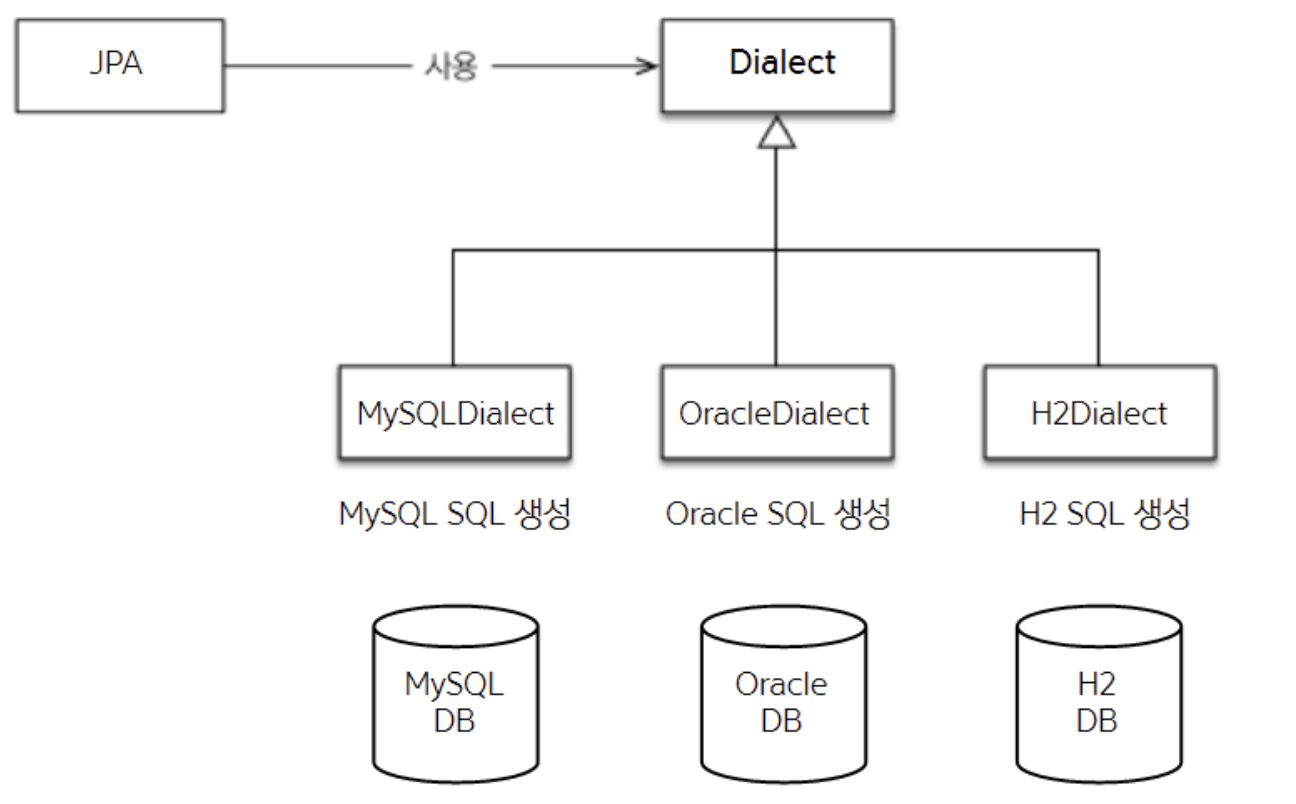 JPA
사용
Dialect
MySQLDialect
OracleDialect
H2Dialect
MySQL SQL 생성
Oracle SQL 생성
H2 SQL 생성
MySQL
DB
Oracle
DB
H2
DB